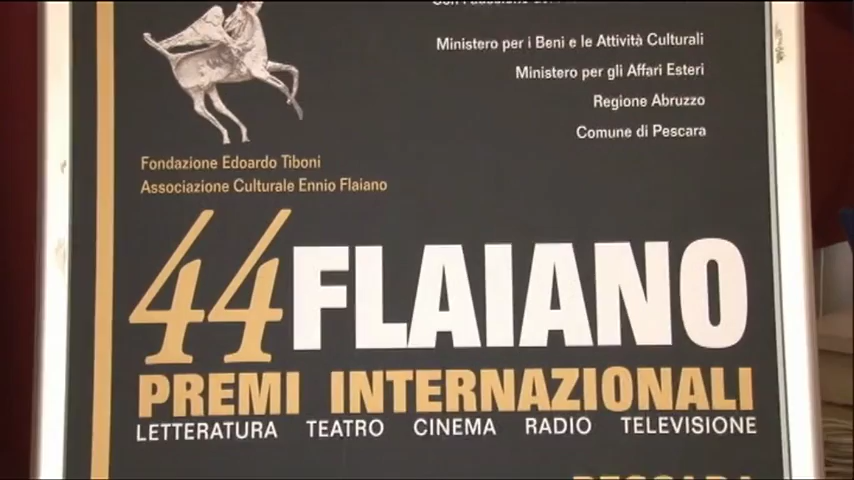 Ministero per i Beni e le Attività Culturali
Ministero per gli Affari Esteri
Regione Abruzzo
Comune di Pescara
Fondazione Edoardo Tiboni
Associazione Culturale Ennio Flaiano
44 FLAIANO
PREMI INTERNAZIONALI
LETTERATURA TEATRO CINEMA RADIO TELEVISIONE